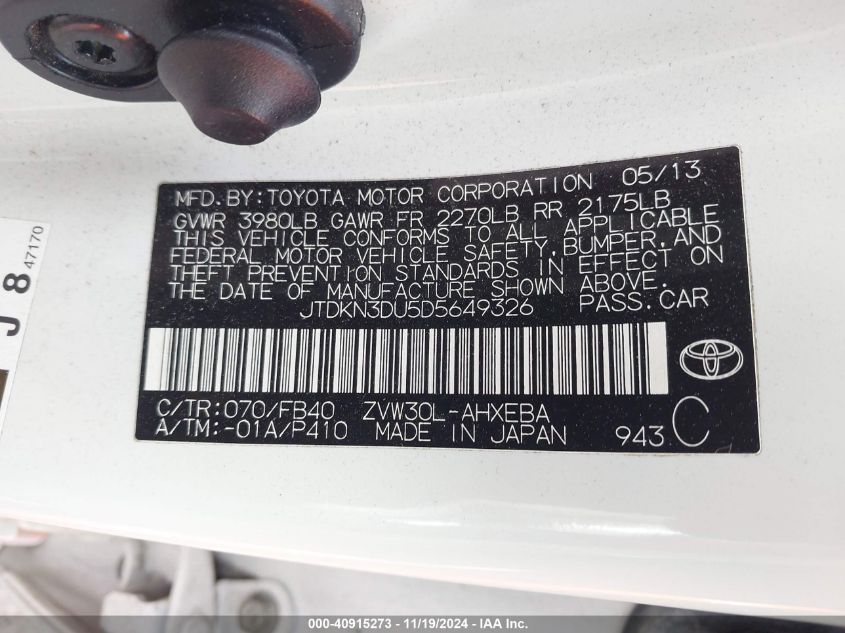 MFD. BY: TOYOTA MOTOR CORPORATION 05/13
GVWR 3980LB GAWR FR 2270LB RR 2175LB
THIS VEHICLE CONFORMS TO ALL APPLICABLE
FEDERAL MOTOR VEHICLE SAFETY, BUMPER, AND
THEFT PREVENTION STANDARDS IN EFFECT ON
THE DATE OF MANUFACTURE SHOWN ABOVE.
JTDKN3DU5D5649326 PASS. CAR
C/TR: 070/FB40 ZVW30L-AHXEBA
A/TM: -01A/P410 MADE IN JAPAN 943 C
J 8 47170
000-40915273 - 11/19/2024 - IAA Inc.